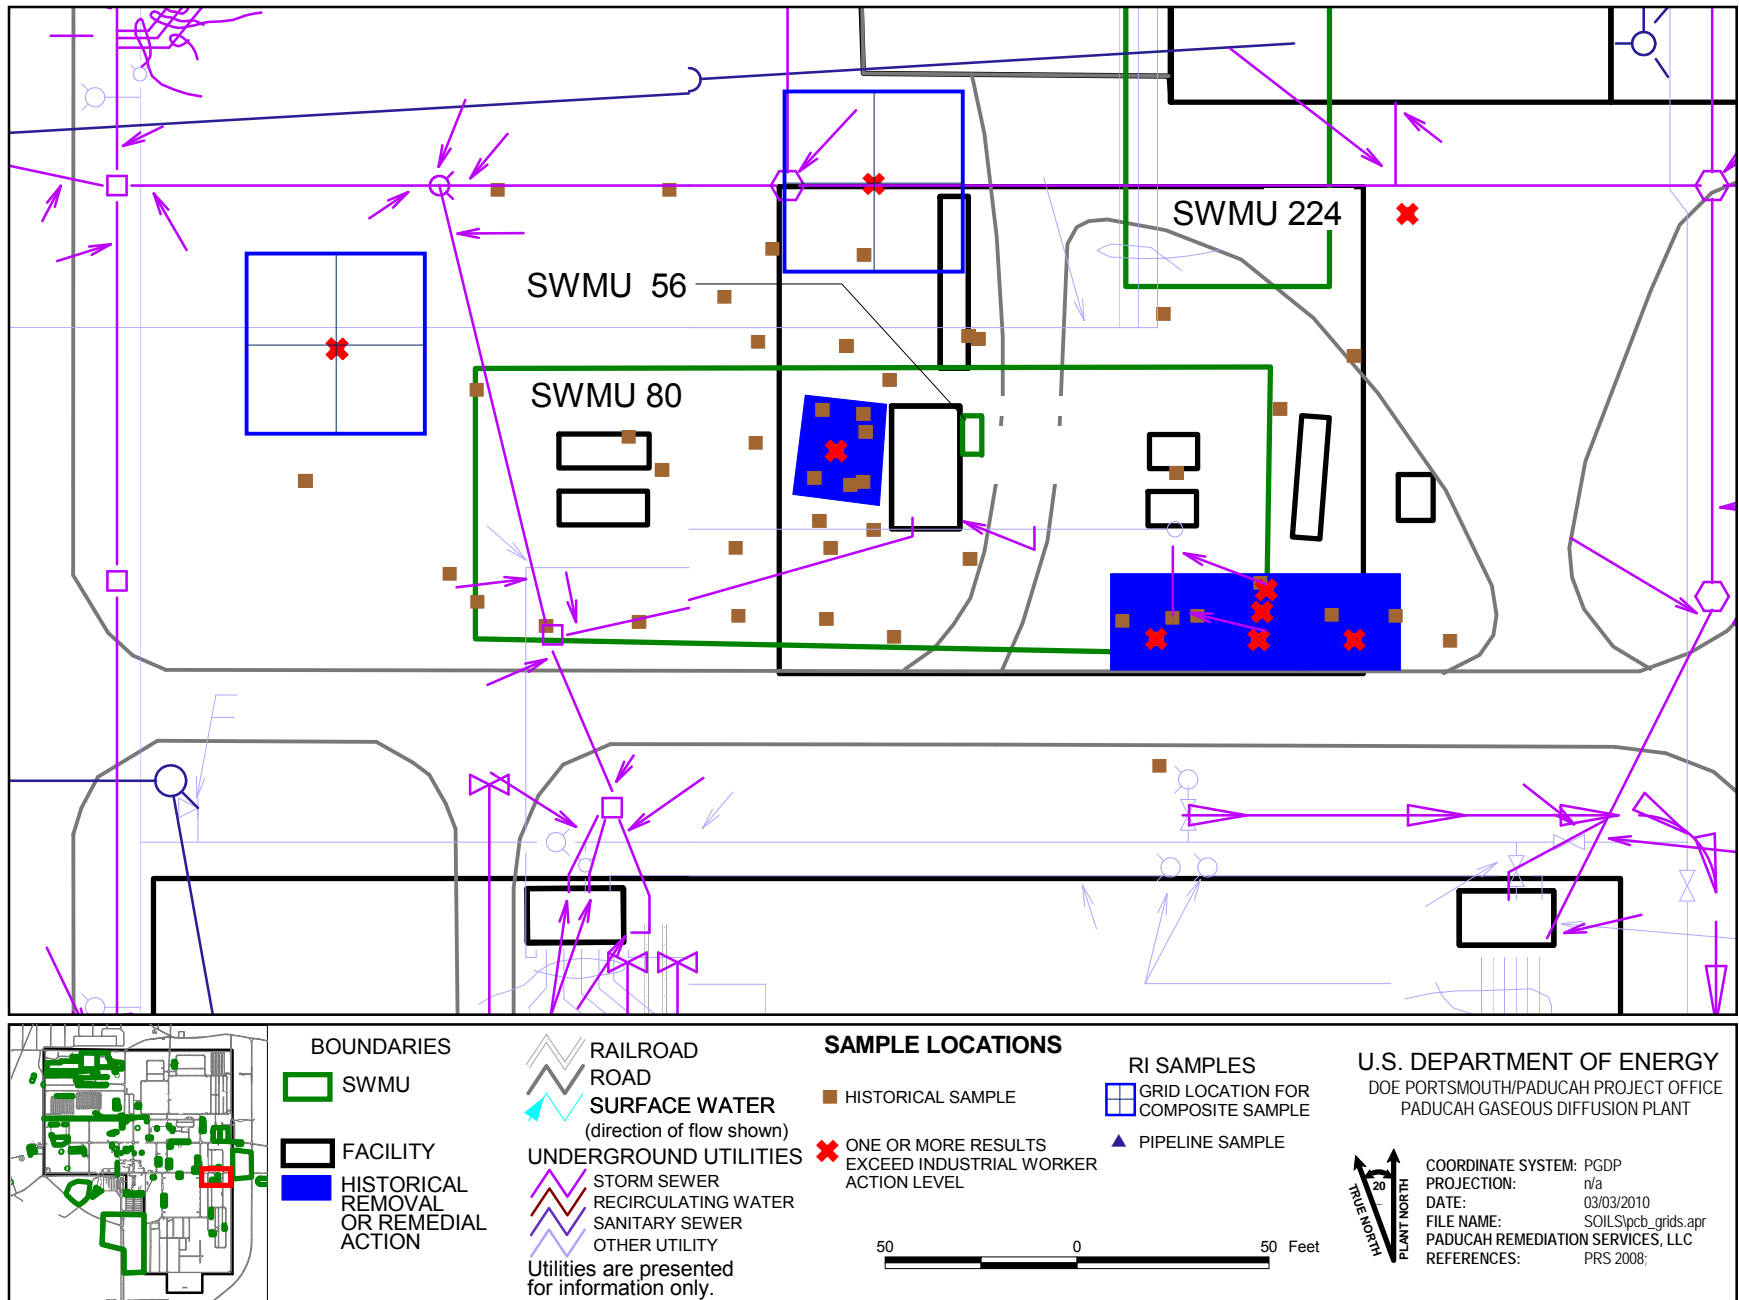 SWMU 224
SWMU 56
SWMU 80
BOUNDARIES
SWMU
FACILITY
HISTORICAL
REMOVAL
OR REMEDIAL
ACTION
RAILROAD
ROAD
SURFACE WATER
(direction of flow shown)
UNDERGROUND UTILITIES
STORM SEWER
RECIRCULATING WATER
SANITARY SEWER
OTHER UTILITY
Utilities are presented
for information only.
SAMPLE LOCATIONS
HISTORICAL SAMPLE
ONE OR MORE RESULTS
EXCEED INDUSTRIAL WORKER
ACTION LEVEL
RI SAMPLES
GRID LOCATION FOR
COMPOSITE SAMPLE
PIPELINE SAMPLE
50 0 50 Feet
U.S. DEPARTMENT OF ENERGY
DOE PORTSMOUTH/PADUCAH PROJECT OFFICE
PADUCAH GASEOUS DIFFUSION PLANT
TRUE NORTH
20
PLANT NORTH
COORDINATE SYSTEM: PGDP
PROJECTION: n/a
DATE: 03/03/2010
FILE NAME: SOILS\pcb_grids.apr
PADUCAH REMEDIATION SERVICES, LLC
REFERENCES: PRS 2008;